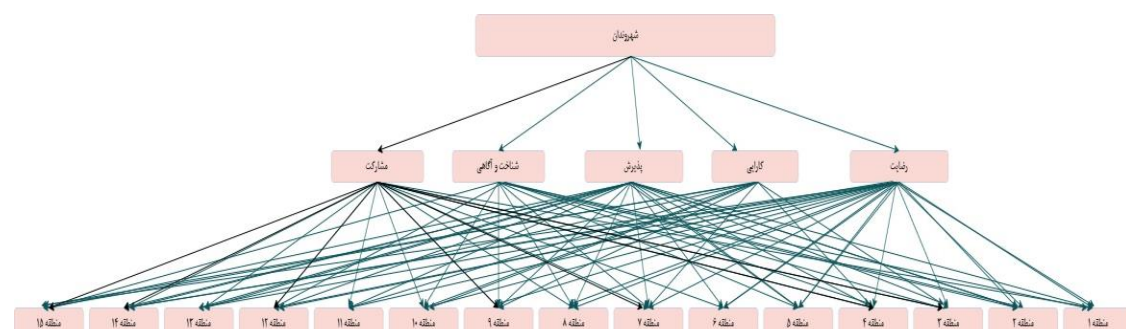 شهروندان
رضایت
کارایی
پذیرش
شناخت و آگاهی
مشارکت
منطقه ۱
منطقه ۲
منطقه ۳
منطقه ۴
منطقه ۵
منطقه ۶
منطقه ۷
منطقه ۸
منطقه ۹
منطقه ۱۰
منطقه ۱۱
منطقه ۱۲
منطقه ۱۳
منطقه ۱۴
منطقه ۱۵